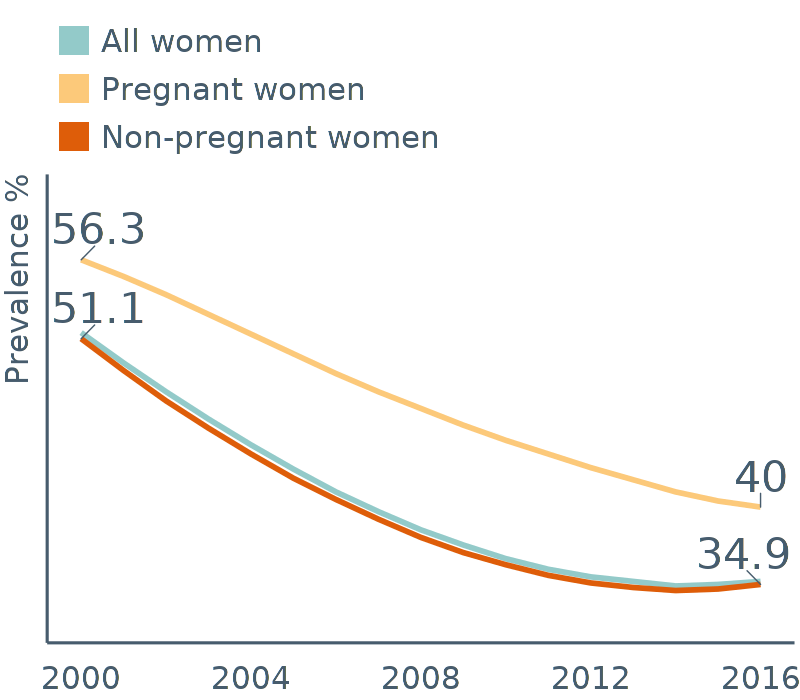 All women
Pregnant women
Non-pregnant women
Prevalence %
56.3
51.1
40
34.9
2000 2004 2008 2012 2016